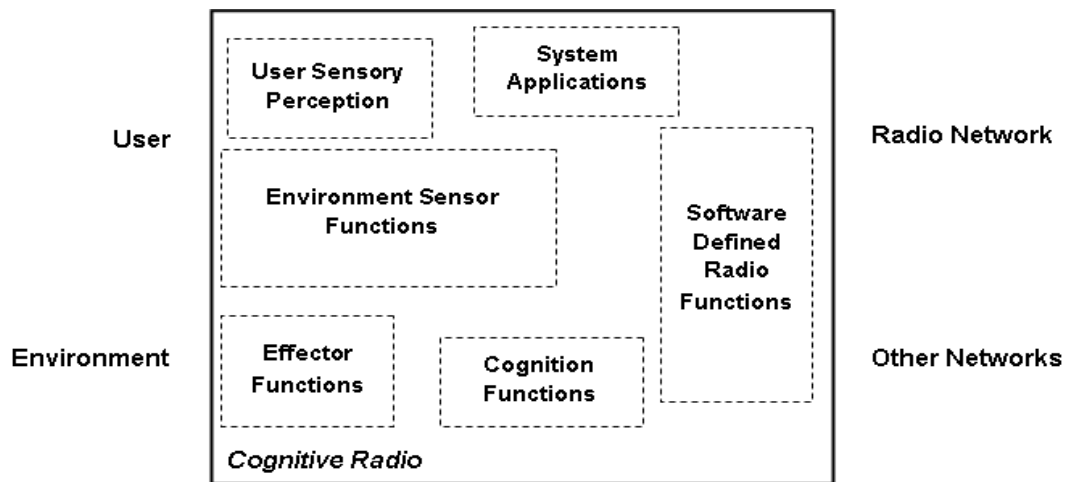 User Sensory
Perception
System
Applications
User
Radio Network
Environment Sensor
Functions
Software
Defined
Radio
Functions
Environment
Effector
Functions
Cognition
Functions
Other Networks
Cognitive Radio